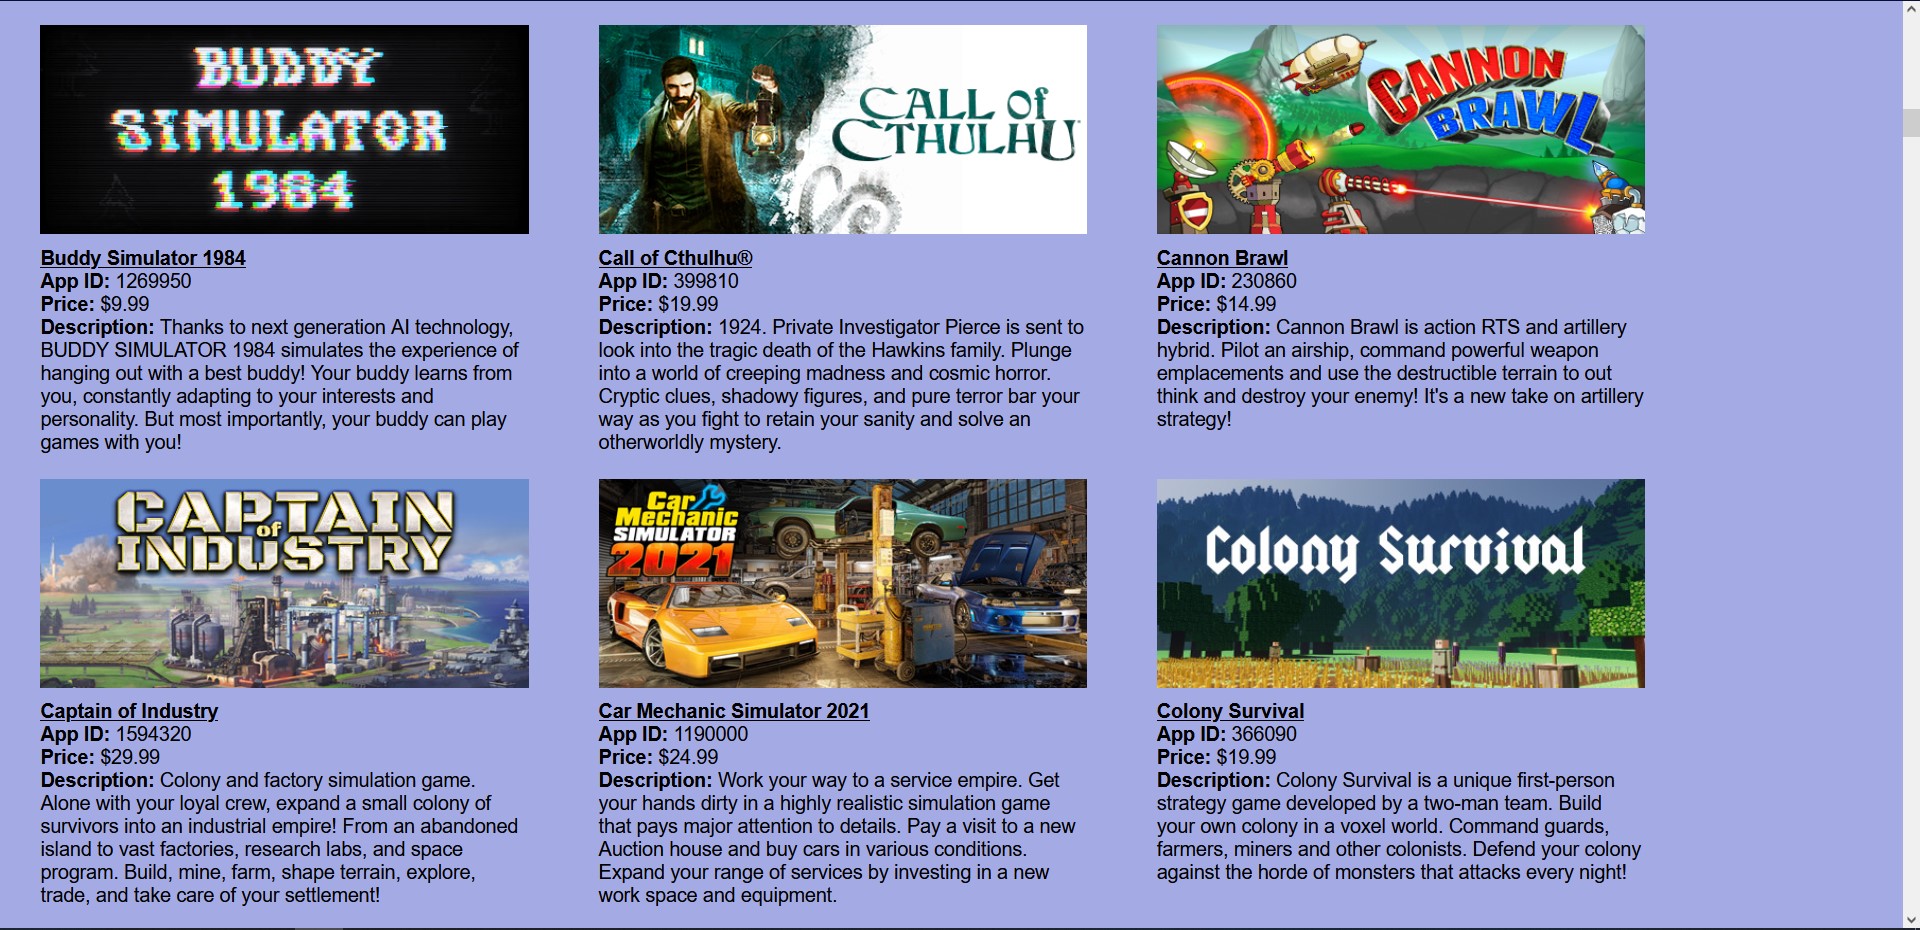 BUDDY
SIMULATOR
1984
CALL of
CTHULHU
CANNON
BRAWL
Buddy Simulator 1984
App ID: 1269950
Price: $9.99
Description: Thanks to next generation AI technology,
BUDDY SIMULATOR 1984 simulates the experience of
hanging out with a best buddy! Your buddy learns from
you, constantly adapting to your interests and
personality. But most importantly, your buddy can play
games with you!
Call of Cthulhu®
App ID: 399810
Price: $19.99
Description: 1924. Private Investigator Pierce is sent to
look into the tragic death of the Hawkins family. Plunge
into a world of creeping madness and cosmic horror.
Cryptic clues, shadowy figures, and pure terror bar your
way as you fight to retain your sanity and solve an
otherworldly mystery.
Cannon Brawl
App ID: 230860
Price: $14.99
Description: Cannon Brawl is action RTS and artillery
hybrid. Pilot an airship, command powerful weapon
emplacements and use the destructible terrain to out
think and destroy your enemy! It's a new take on artillery
strategy!
CAPTAIN
of
INDUSTRY
Car
Mechanic
SIMULATOR
2021
Colony Survival
Captain of Industry
App ID: 1594320
Price: $29.99
Description: Colony and factory simulation game.
Alone with your loyal crew, expand a small colony of
survivors into an industrial empire! From an abandoned
island to vast factories, research labs, and space
program. Build, mine, farm, shape terrain, explore,
trade, and take care of your settlement!
Car Mechanic Simulator 2021
App ID: 1190000
Price: $24.99
Description: Work your way to a service empire. Get
your hands dirty in a highly realistic simulation game
that pays major attention to details. Pay a visit to a new
Auction house and buy cars in various conditions.
Expand your range of services by investing in a new
work space and equipment.
Colony Survival
App ID: 366090
Price: $19.99
Description: Colony Survival is a unique first-person
strategy game developed by a two-man team. Build
your own colony in a voxel world. Command guards,
farmers, miners and other colonists. Defend your colony
against the horde of monsters that attacks every night!